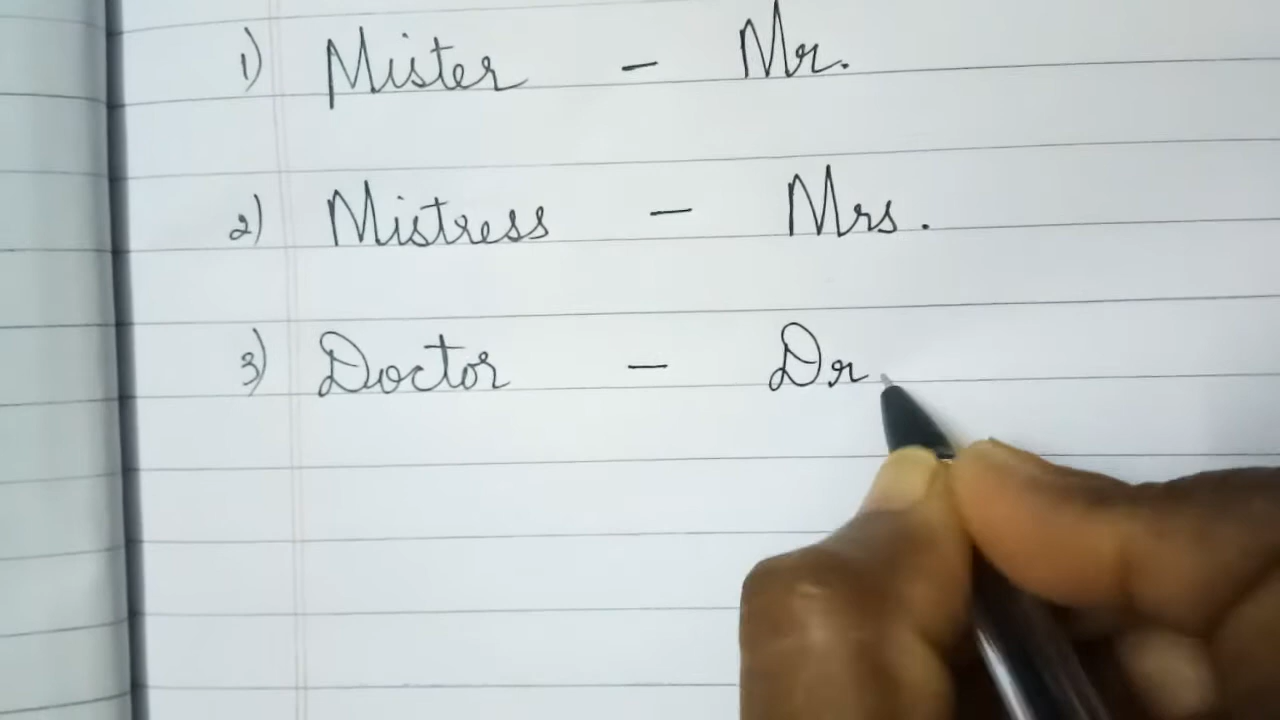 1) Mister - Mr.
2) Mistress - Mrs.
3) Doctor - Dr